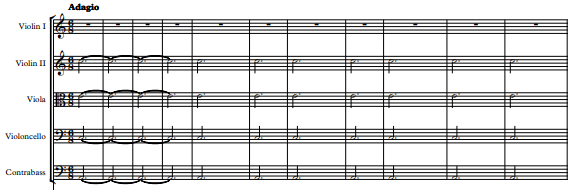 Adagio
Violin I
Violin II
Viola
Violoncello
Contrabass